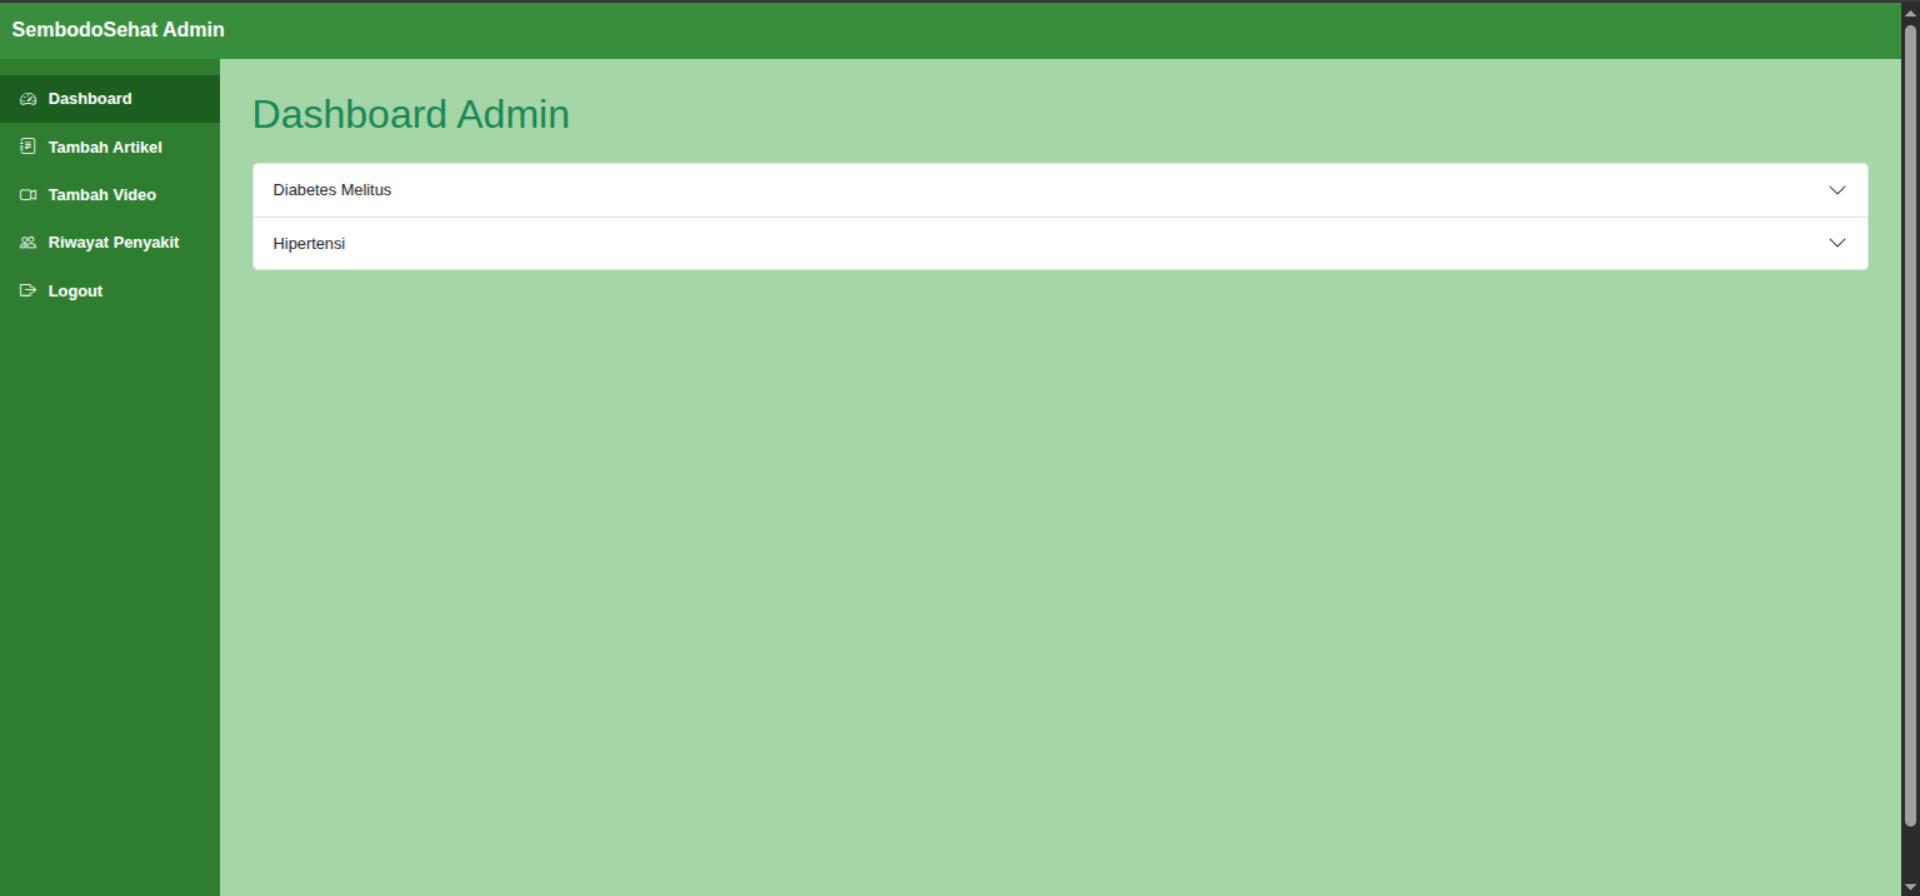 SembodoSehat Admin
Dashboard
Tambah Artikel
Tambah Video
Riwayat Penyakit
Logout
Dashboard Admin
Diabetes Melitus
Hipertensi